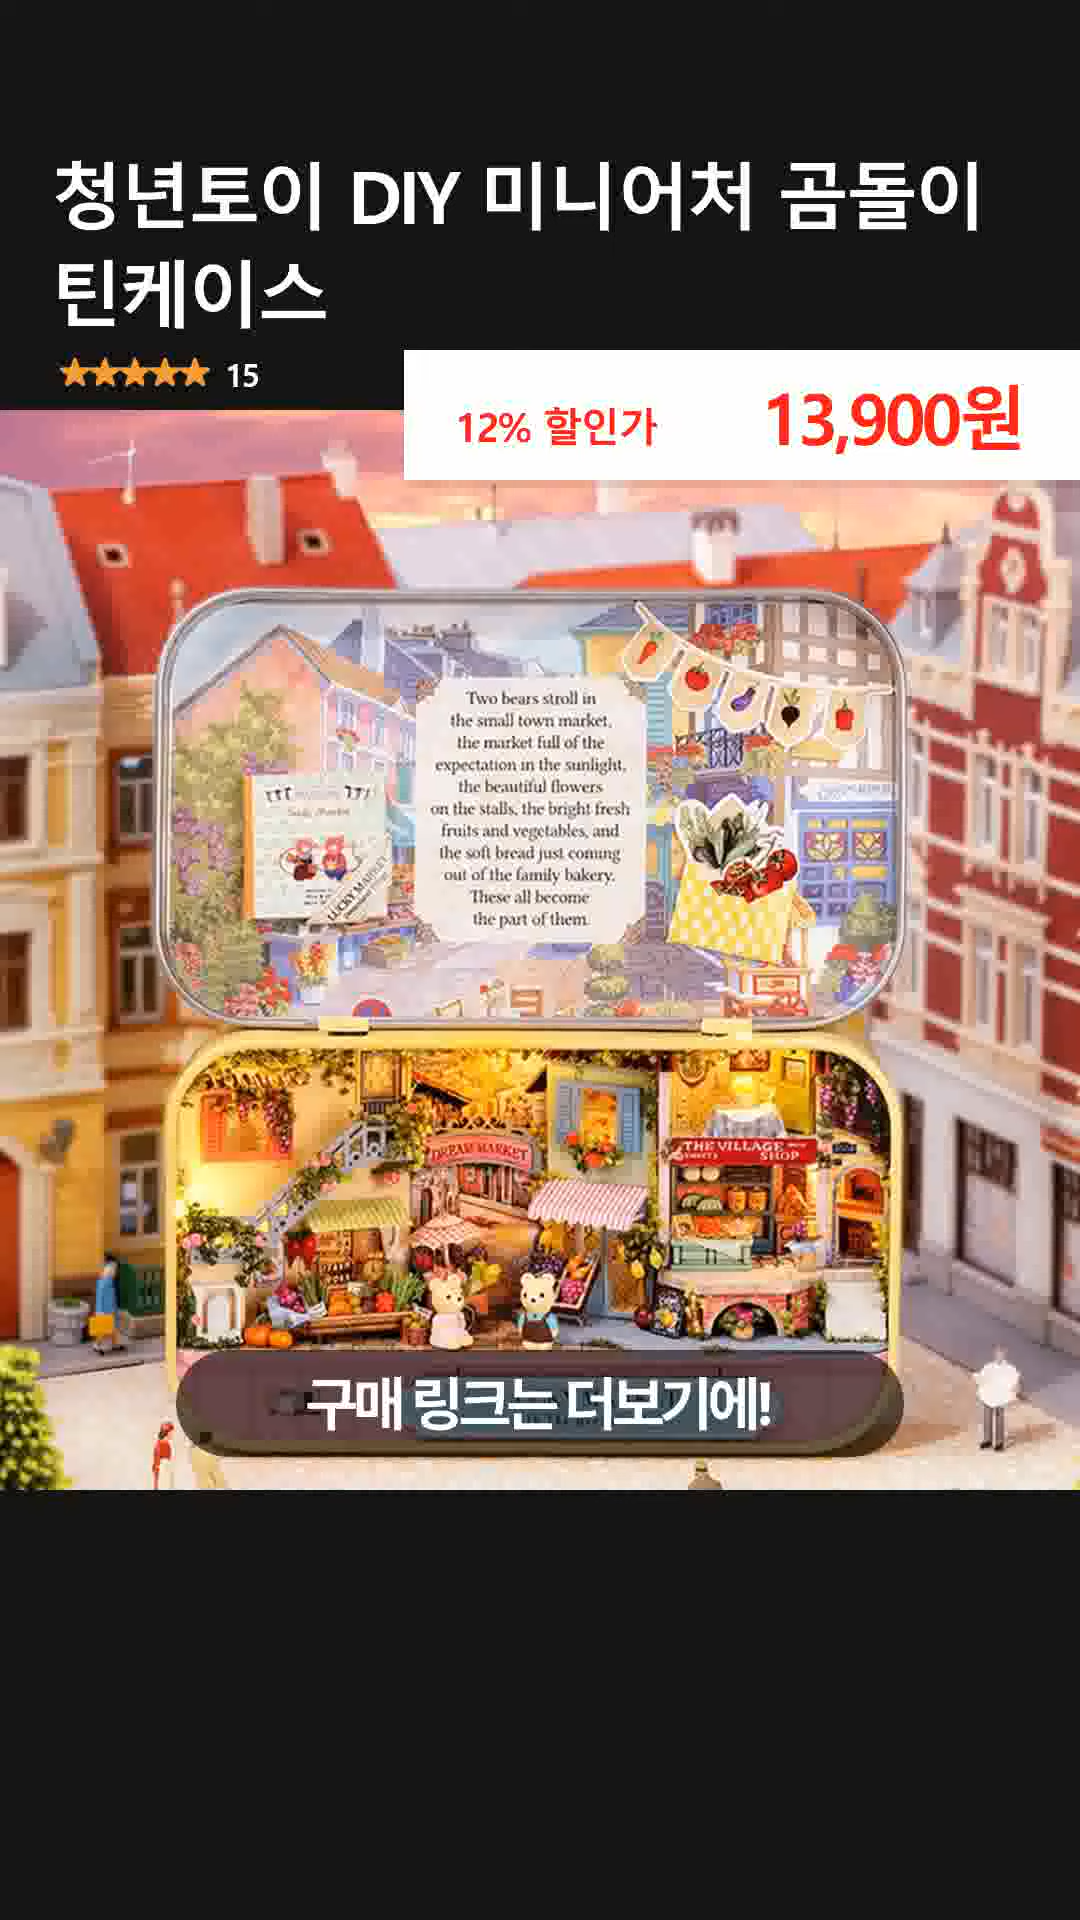 청년토이 DIY 미니어처 곰돌이
틴케이스
15
12% 할인가
13,900원
Two bears stroll in
the small town market,
the market full of the
expectation in the sunlight,
the beautiful flowers
on the stalls, the bright fresh
fruits and vegetables, and
the soft bread just coming
out of the family bakery.
These all become
the part of them.
LUCKY MARKET
DREAM MARKET
THE VILLAGE
SWEETS SHOP
구매 링크는 더보기에!